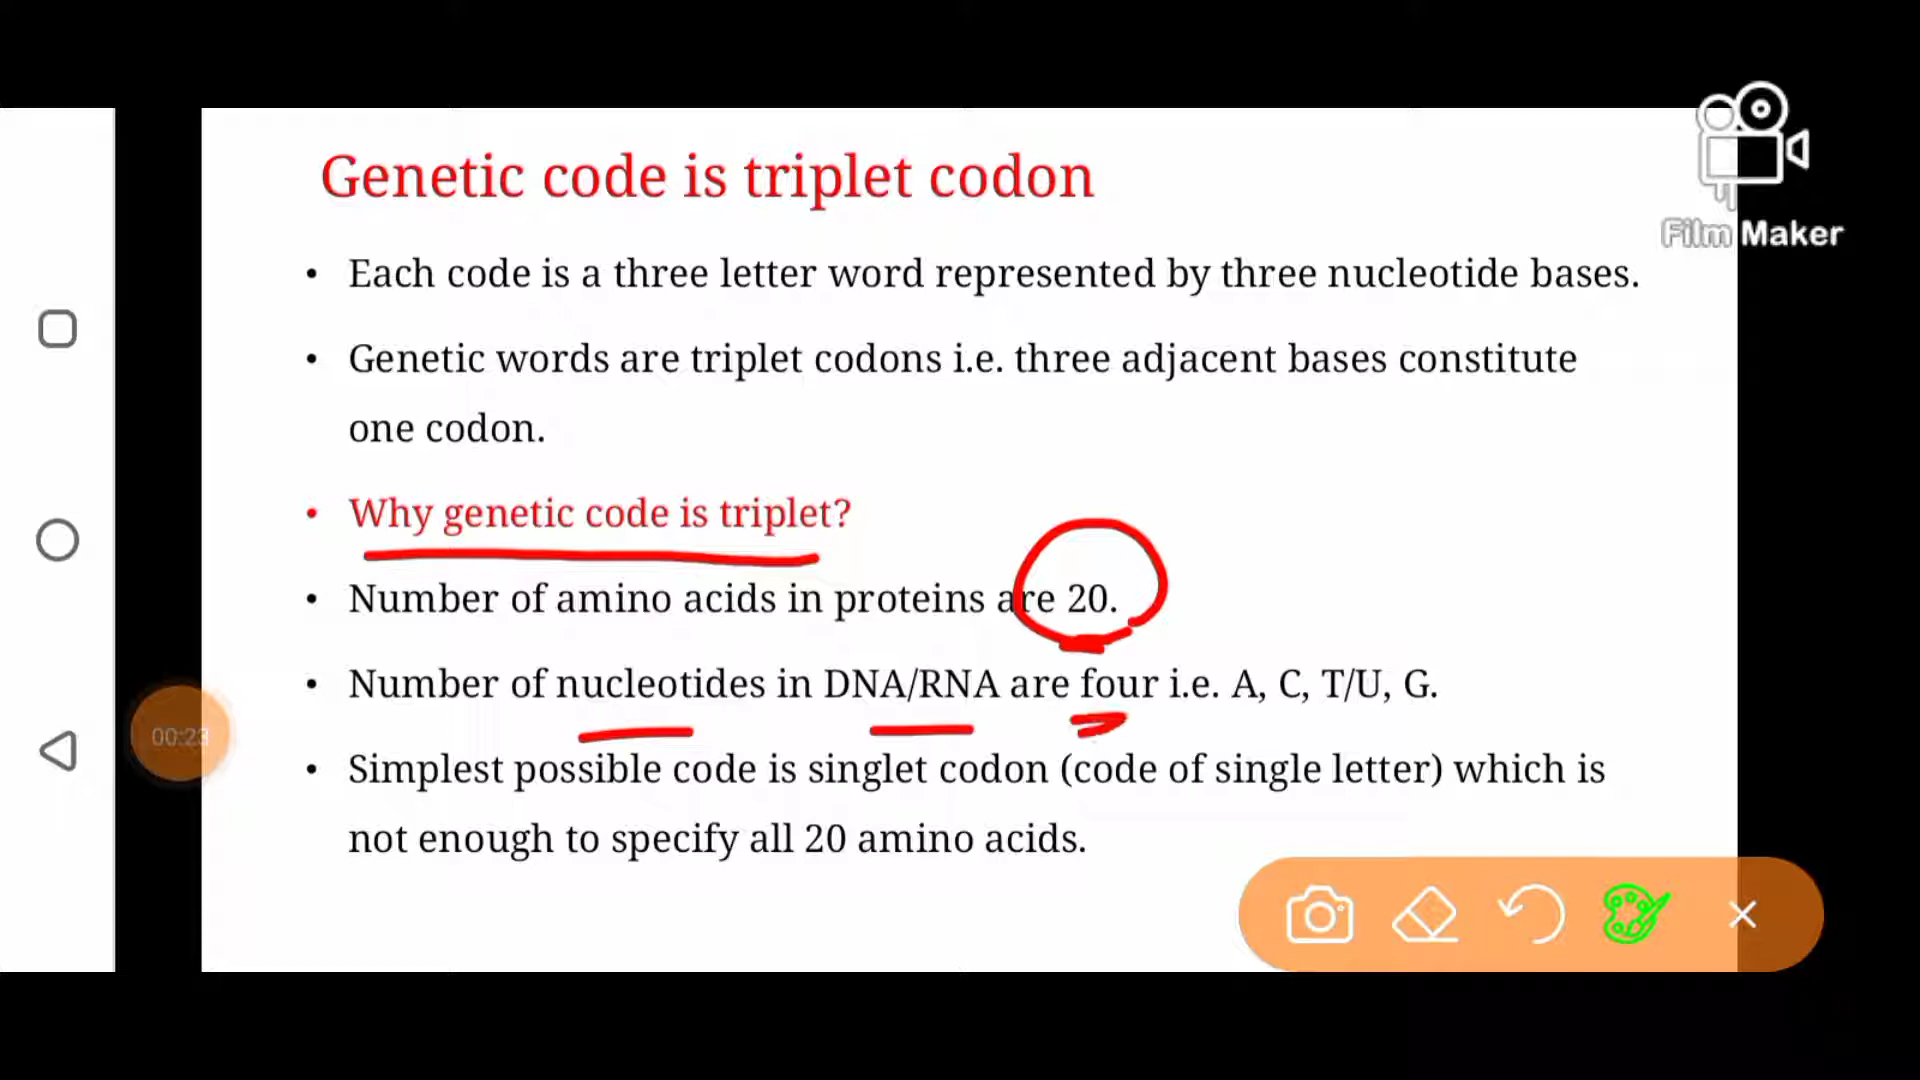 Film Maker
Genetic code is triplet codon
• Each code is a three letter word represented by three nucleotide bases.
• Genetic words are triplet codons i.e. three adjacent bases constitute
one codon.
• Why genetic code is triplet?
• Number of amino acids in proteins are 20.
• Number of nucleotides in DNA/RNA are four i.e. A, C, T/U, G.
• Simplest possible code is singlet codon (code of single letter) which is
not enough to specify all 20 amino acids.
00:23